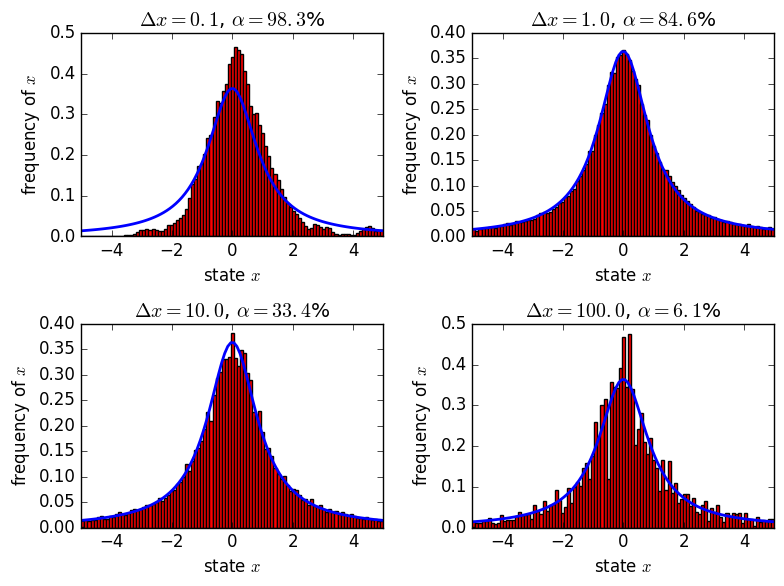 Δx = 0.1, α = 98.3%
frequency of x
0.5
0.4
0.3
0.2
0.1
0.0
−4 −2 0 2 4
state x
Δx = 1.0, α = 84.6%
frequency of x
0.40
0.35
0.30
0.25
0.20
0.15
0.10
0.05
0.00
−4 −2 0 2 4
state x
Δx = 10.0, α = 33.4%
frequency of x
0.40
0.35
0.30
0.25
0.20
0.15
0.10
0.05
0.00
−4 −2 0 2 4
state x
Δx = 100.0, α = 6.1%
frequency of x
0.5
0.4
0.3
0.2
0.1
0.0
−4 −2 0 2 4
state x